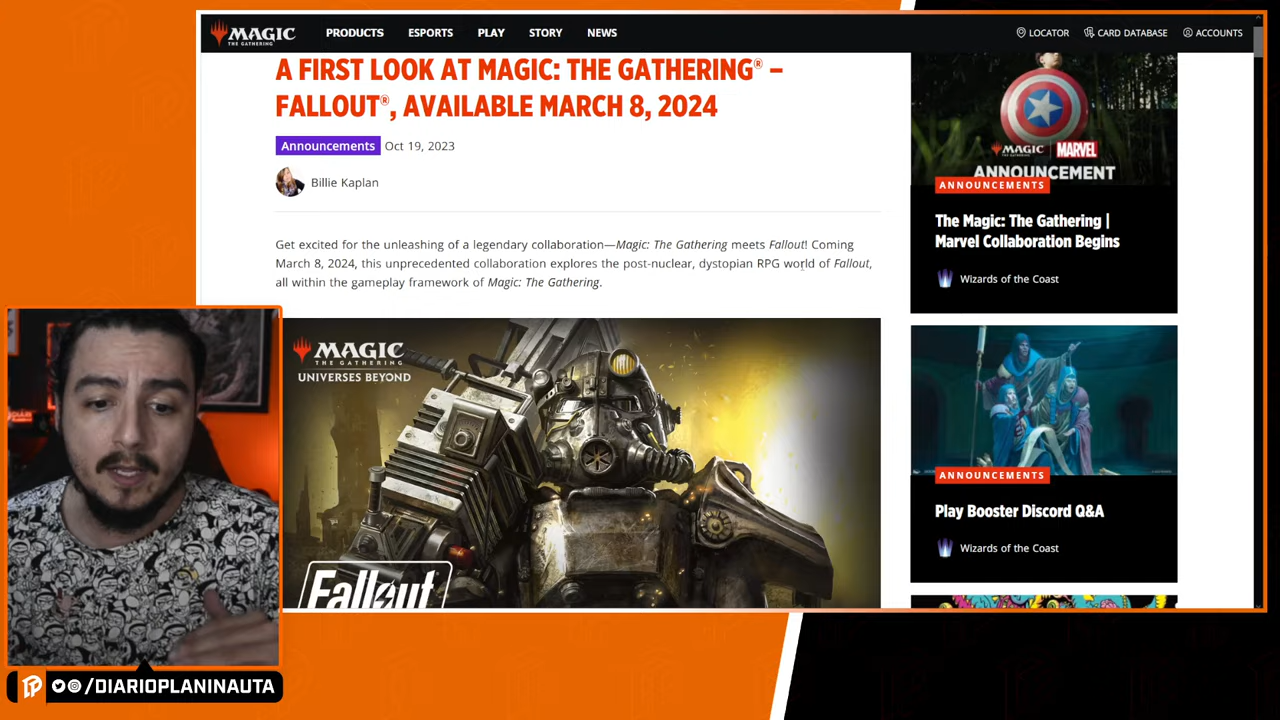 MAGIC
THE GATHERING
PRODUCTS
ESPORTS
PLAY
STORY
NEWS
LOCATOR
CARD DATABASE
ACCOUNTS
A FIRST LOOK AT MAGIC: THE GATHERING® –
FALLOUT®, AVAILABLE MARCH 8, 2024
Announcements Oct 19, 2023
Billie Kaplan
Get excited for the unleashing of a legendary collaboration—Magic: The Gathering meets Fallout! Coming
March 8, 2024, this unprecedented collaboration explores the post-nuclear, dystopian RPG world of Fallout,
all within the gameplay framework of Magic: The Gathering.
MAGIC
THE GATHERING
UNIVERSES BEYOND
Fallout
MAGIC
THE GATHERING
MARVEL
ANNOUNCEMENT
ANNOUNCEMENTS
The Magic: The Gathering |
Marvel Collaboration Begins
Wizards of the Coast
ANNOUNCEMENTS
Play Booster Discord Q&A
Wizards of the Coast
/DIARIOPLANINAUTA